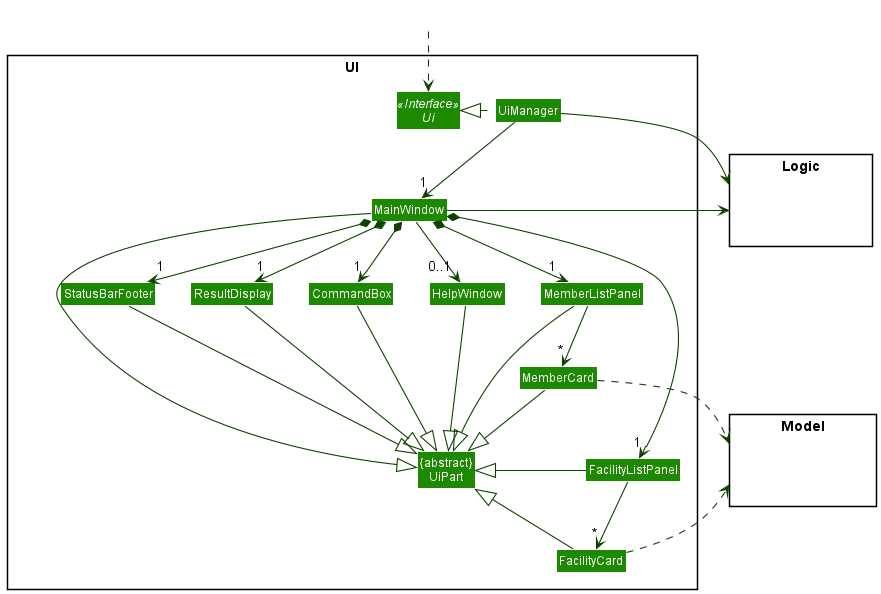 UI
«Interface»
Ui
UiManager
Logic
1
MainWindow
1
1
1
0..1
1
StatusBarFooter
ResultDisplay
CommandBox
HelpWindow
MemberListPanel
*
MemberCard
Model
1
{abstract}
UiPart
FacilityListPanel
*
FacilityCard